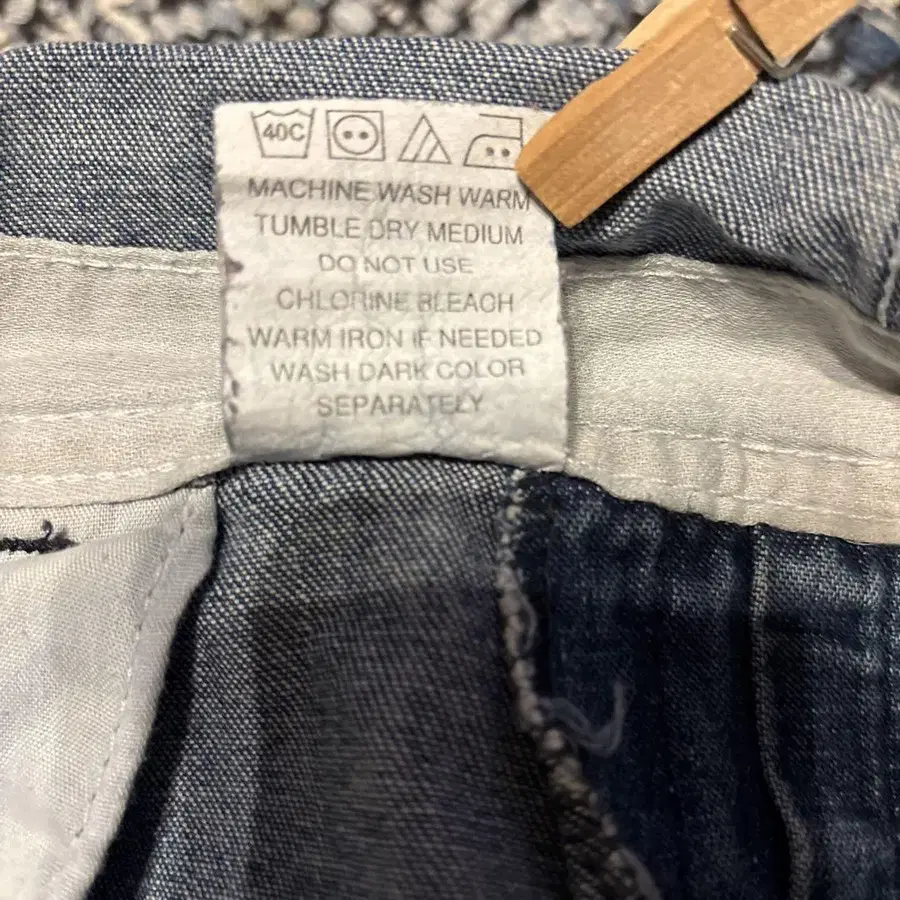 40C 40C
MACHINE WASH WARM
TUMBLE DRY MEDIUM
DO NOT USE
CHLORINE BLEACH
WARM IRON IF NEEDED
WASH DARK COLOR
SEPARATELY